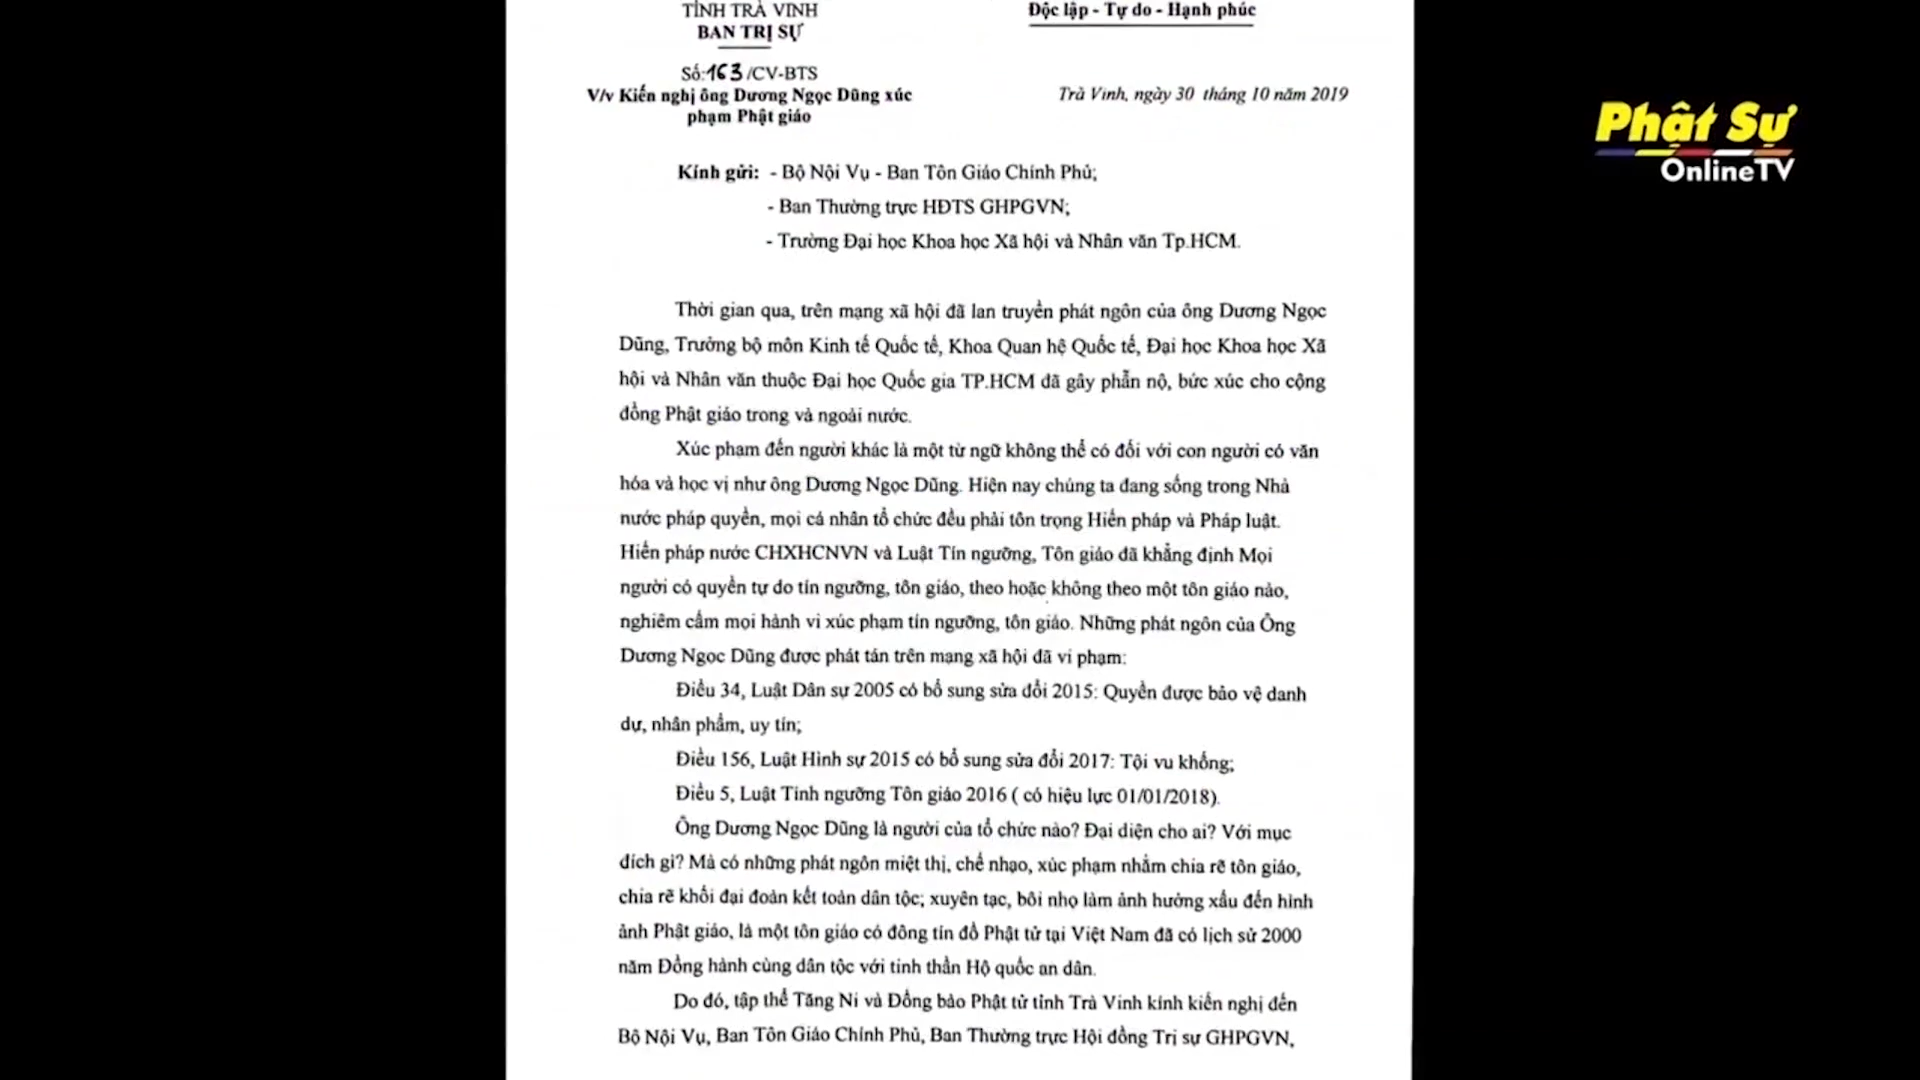 TỈNH TRÀ VINH
BAN TRỊ SỰ
Độc lập - Tự do - Hạnh phúc
Số:163/CV-BTS
V/v Kiến nghị ông Dương Ngọc Dũng xúc
phạm Phật giáo
Trà Vinh, ngày 30 tháng 10 năm 2019
Phật Sự
OnlineTV
Kính gửi: - Bộ Nội Vụ - Ban Tôn Giáo Chính Phủ;
- Ban Thường trực HĐTS GHPGVN;
- Trường Đại học Khoa học Xã hội và Nhân văn Tp.HCM.
Thời gian qua, trên mạng xã hội đã lan truyền phát ngôn của ông Dương Ngọc
Dũng, Trưởng bộ môn Kinh tế Quốc tế, Khoa Quan hệ Quốc tế, Đại học Khoa học Xã
hội và Nhân văn thuộc Đại học Quốc gia TP.HCM đã gây phẫn nộ, bức xúc cho cộng
đồng Phật giáo trong và ngoài nước.
Xúc phạm đến người khác là một từ ngữ không thể có đối với con người có văn
hóa và học vị như ông Dương Ngọc Dũng. Hiện nay chúng ta đang sống trong Nhà
nước pháp quyền, mọi cá nhân tổ chức đều phải tôn trọng Hiến pháp và Pháp luật.
Hiến pháp nước CHXHCNVN và Luật Tín ngưỡng, Tôn giáo đã khẳng định Mọi
người có quyền tự do tín ngưỡng, tôn giáo, theo hoặc không theo một tôn giáo nào,
nghiêm cấm mọi hành vi xúc phạm tín ngưỡng, tôn giáo. Những phát ngôn của Ông
Dương Ngọc Dũng được phát tán trên mạng xã hội đã vi phạm:
Điều 34, Luật Dân sự 2005 có bổ sung sửa đổi 2015: Quyền được bảo vệ danh
dự, nhân phẩm, uy tín;
Điều 156, Luật Hình sự 2015 có bổ sung sửa đổi 2017: Tội vu khống;
Điều 5, Luật Tính ngưỡng Tôn giáo 2016 ( có hiệu lực 01/01/2018).
Ông Dương Ngọc Dũng là người của tổ chức nào? Đại diện cho ai? Với mục
đích gì? Mà có những phát ngôn miệt thị, chế nhạo, xúc phạm nhằm chia rẽ tôn giáo,
chia rẽ khối đại đoàn kết toàn dân tộc; xuyên tạc, bôi nhọ làm ảnh hưởng xấu đến hình
ảnh Phật giáo, là một tôn giáo có đông tín đồ Phật tử tại Việt Nam đã có lịch sử 2000
năm Đồng hành cùng dân tộc với tinh thần Hộ quốc an dân.
Do đó, tập thể Tăng Ni và Đồng bào Phật tử tỉnh Trà Vinh kính kiến nghị đến
Bộ Nội Vụ, Ban Tôn Giáo Chính Phủ, Ban Thường trực Hội đồng Trị sự GHPGVN,